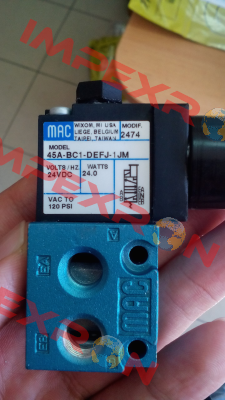 MAC
WIXOM, MI USA
LIEGE, BELGIUM
TAIPEI, TAIWAN
MODIF.
2474
MODEL
45A-BC1-DEFJ-1JM
VOLTS/HZ
WATTS
24VDC
24.0
VAC TO
120 PSI
MAC
IMPEXRON